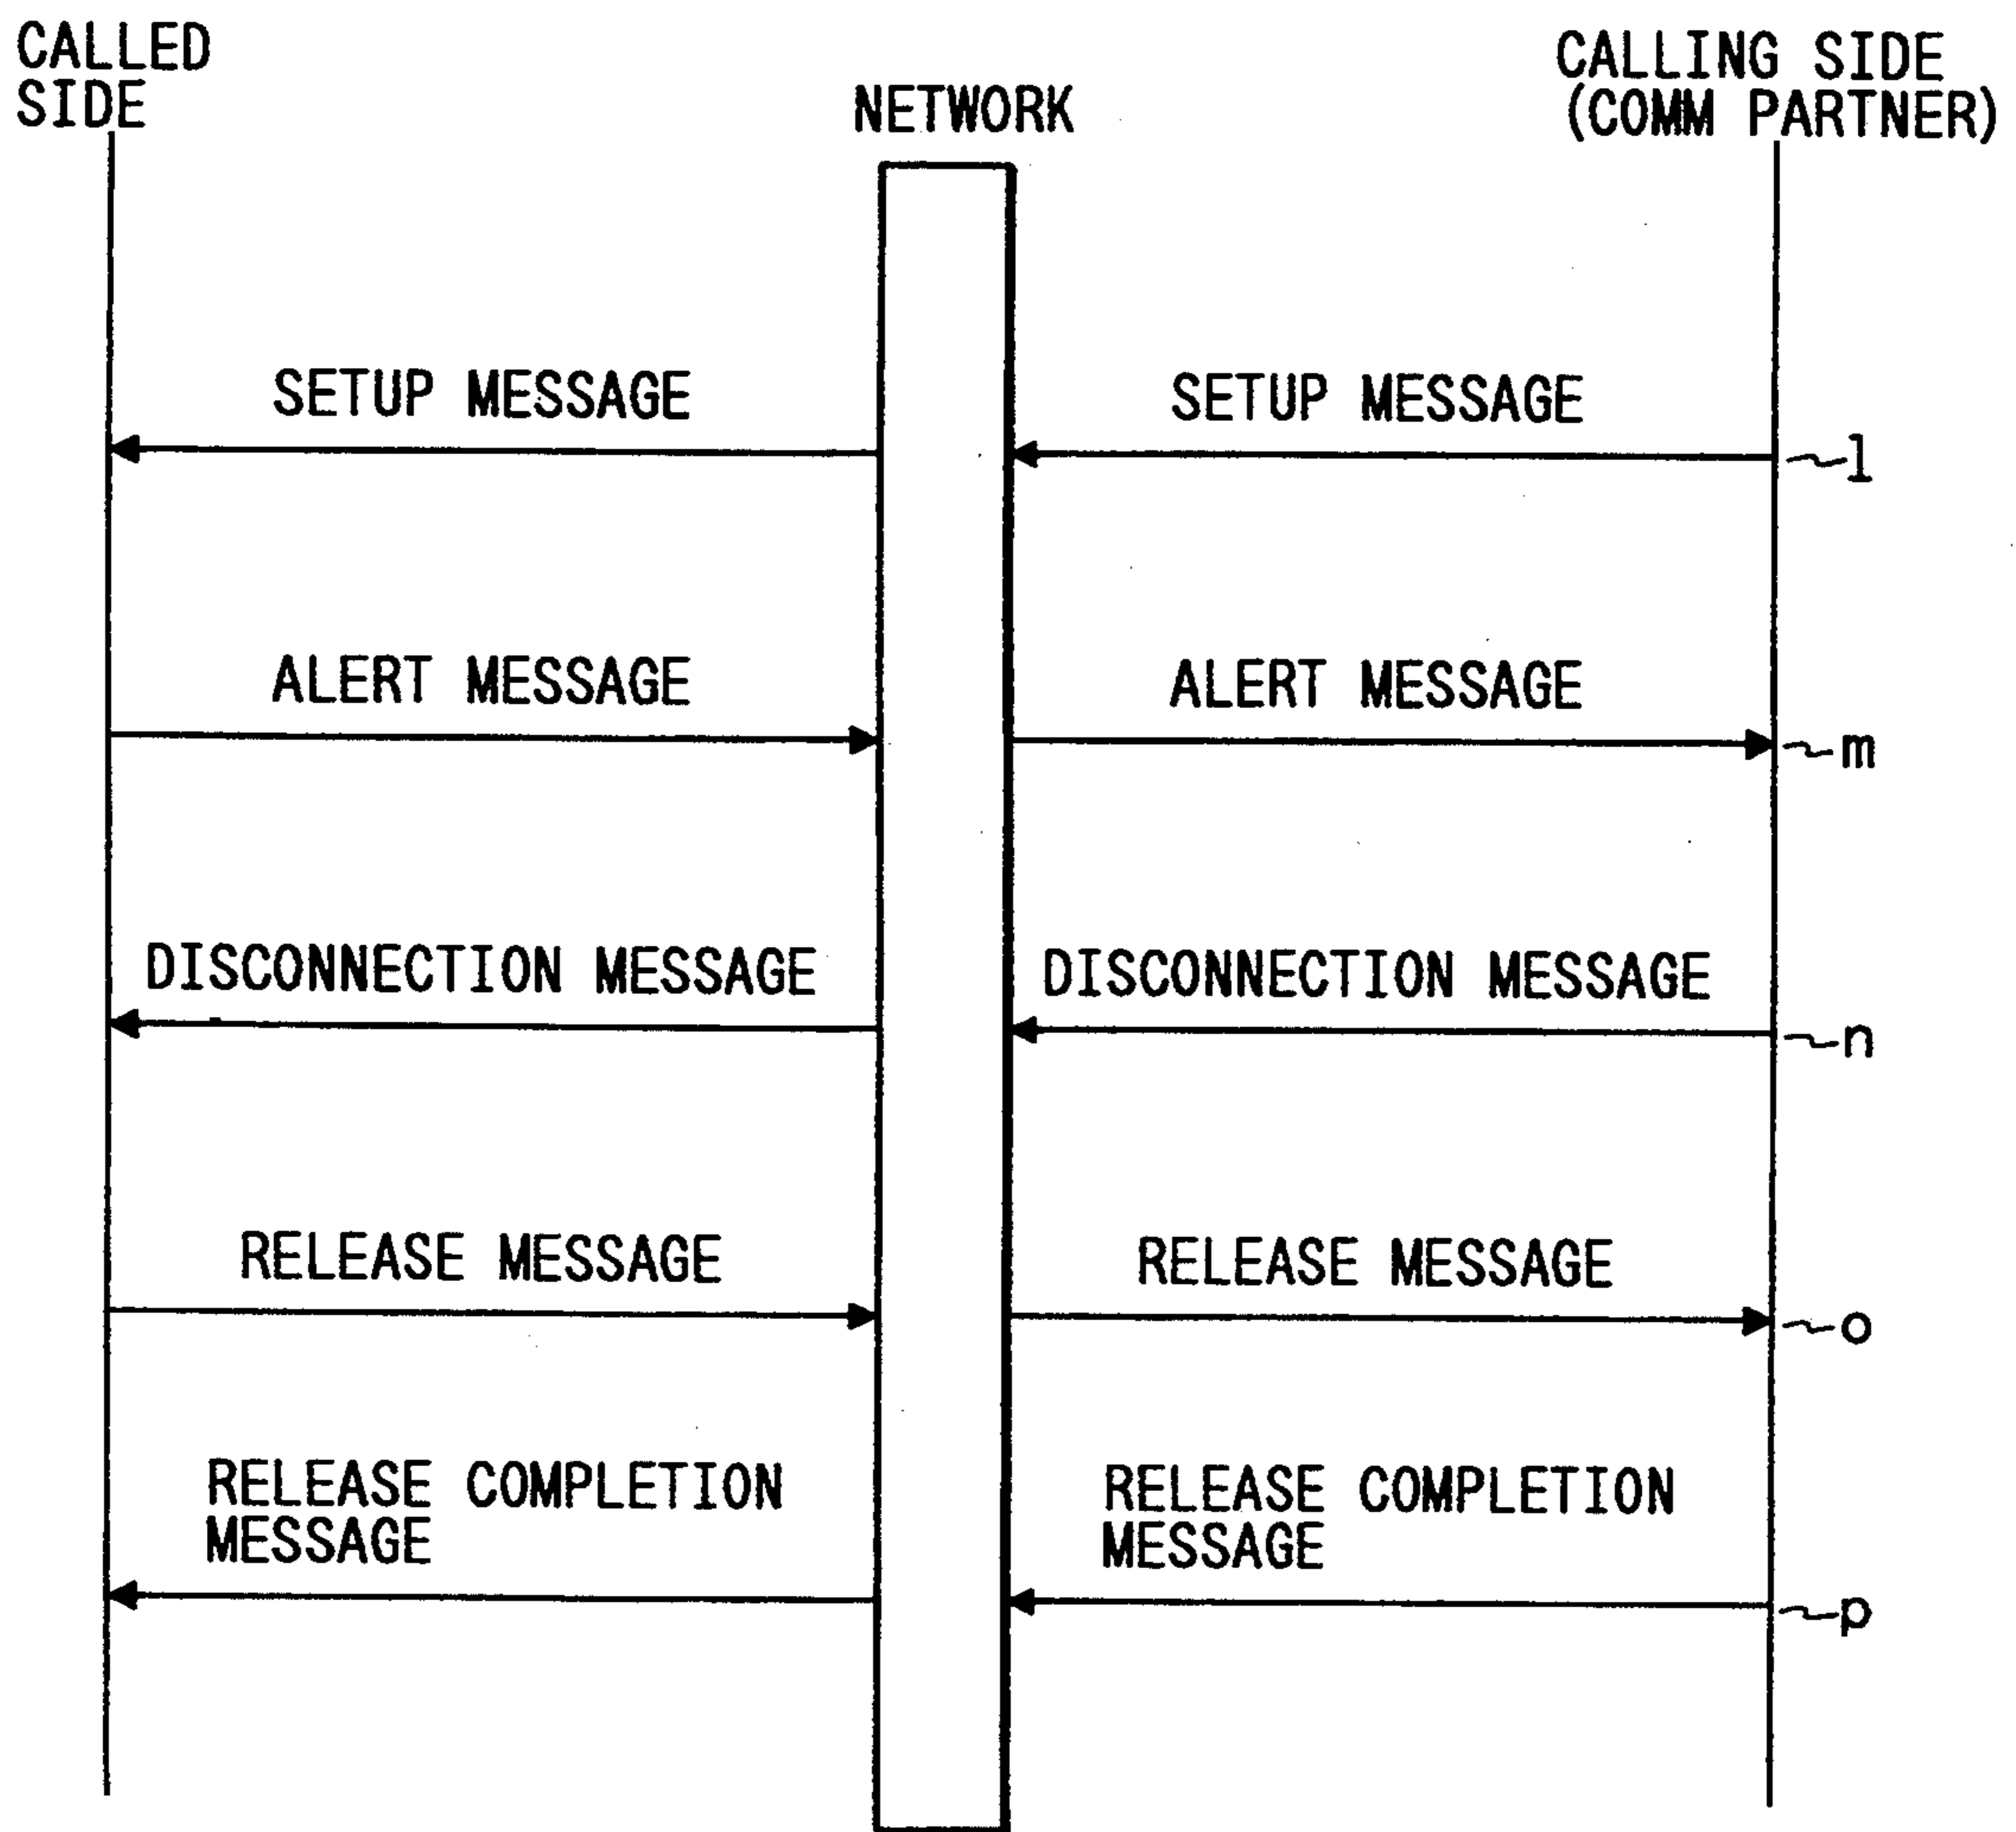 CALLED
SIDE
NETWORK
CALLING SIDE
(COMM PARTNER)
SETUP MESSAGE
SETUP MESSAGE
l
ALERT MESSAGE
ALERT MESSAGE
m
DISCONNECTION MESSAGE
DISCONNECTION MESSAGE
n
RELEASE MESSAGE
RELEASE MESSAGE
o
RELEASE COMPLETION
MESSAGE
RELEASE COMPLETION
MESSAGE
p